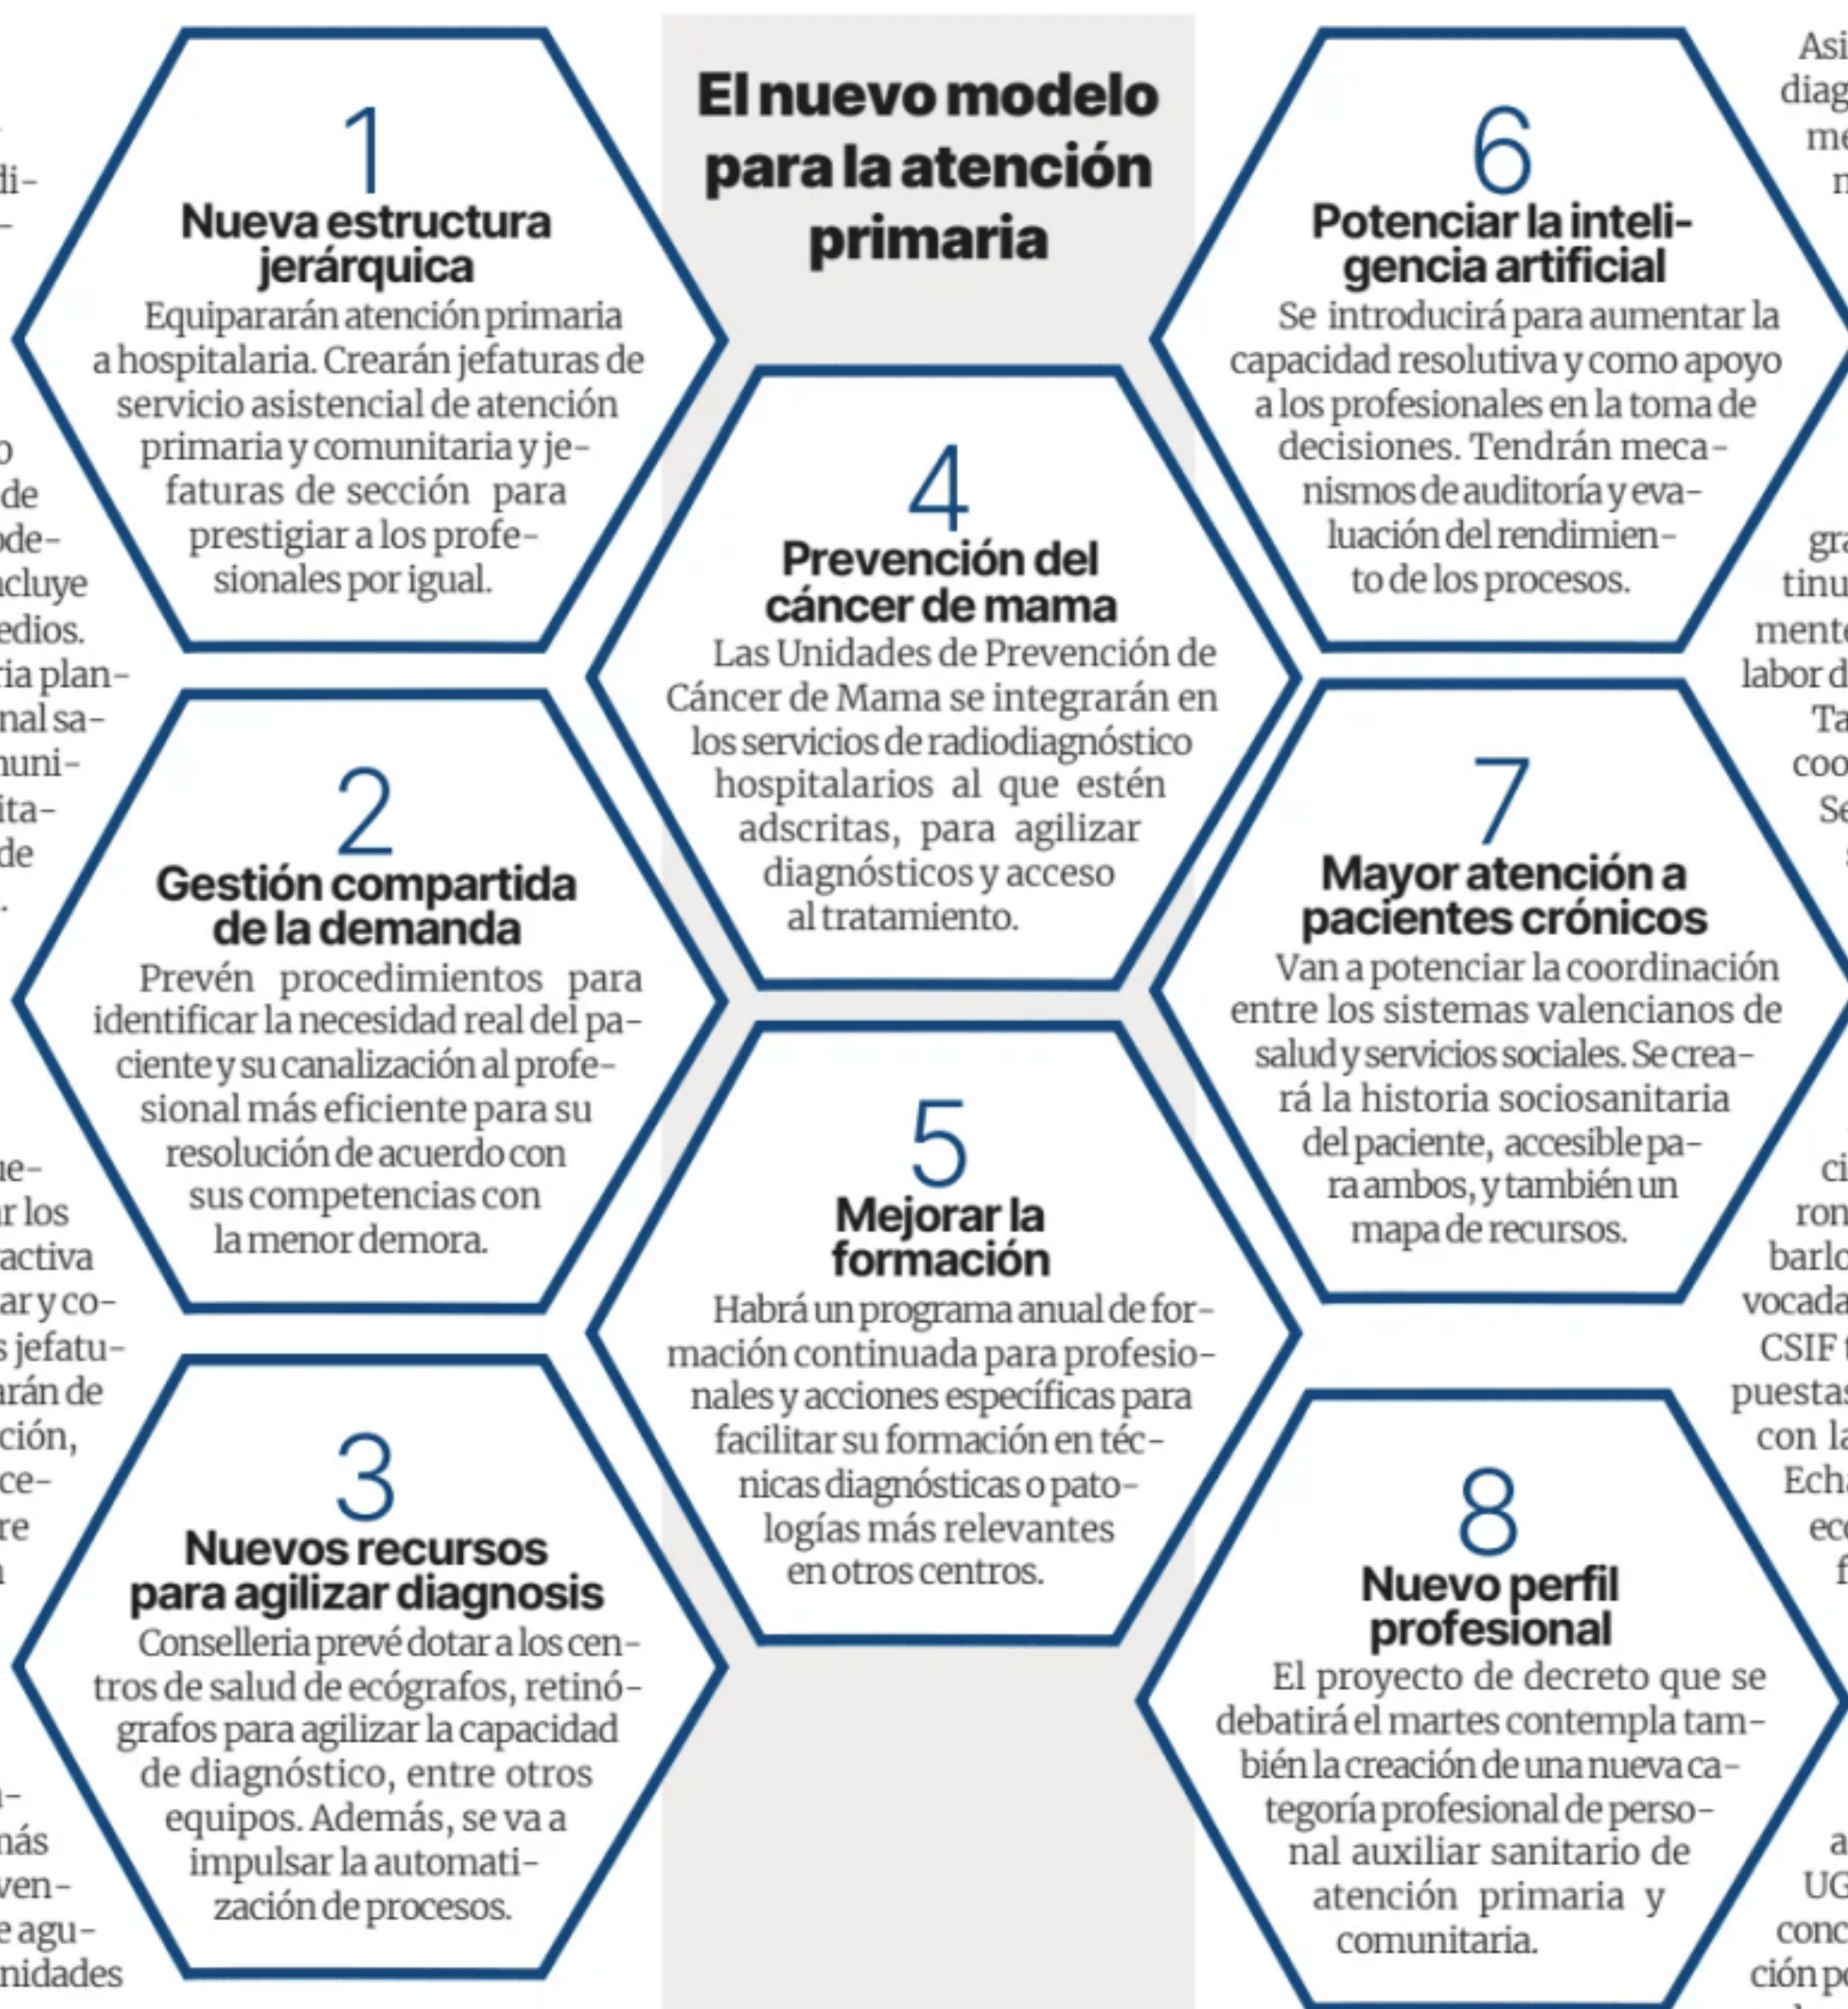 El nuevo modelo
para la atención
primaria
1
Nueva estructura
jerárquica
Equipararán atención primaria
a hospitalaria. Crearán jefaturas de
servicio asistencial de atención
primaria y comunitaria y je-
faturas de sección para
prestigiar a los profe-
sionales por igual.
2
Gestión compartida
de la demanda
Prevén procedimientos para
identificar la necesidad real del pa-
ciente y su canalización al profe-
sional más eficiente para su
resolución de acuerdo con
sus competencias con
la menor demora.
3
Nuevos recursos
para agilizar diagnosis
Conselleria prevé dotar a los cen-
tros de salud de ecógrafos, retinó-
grafos para agilizar la capacidad
de diagnóstico, entre otros
equipos. Además, se va a
impulsar la automati-
zación de procesos.
4
Prevención del
cáncer de mama
Las Unidades de Prevención de
Cáncer de Mama se integrarán en
los servicios de radiodiagnóstico
hospitalarios al que estén
adscritas, para agilizar
diagnósticos y acceso
al tratamiento.
5
Mejorar la
formación
Habrá un programa anual de for-
mación continuada para profesio-
nales y acciones específicas para
facilitar su formación en téc-
nicas diagnósticas o pato-
logías más relevantes
en otros centros.
6
Potenciar la inteli-
gencia artificial
Se introducirá para aumentar la
capacidad resolutiva y como apoyo
a los profesionales en la toma de
decisiones. Tendrán meca-
nismos de auditoría y eva-
luación del rendimien-
to de los procesos.
7
Mayor atención a
pacientes crónicos
Van a potenciar la coordinación
entre los sistemas valencianos de
salud y servicios sociales. Se crea-
rá la historia sociosanitaria
del paciente, accesible pa-
ra ambos, y también un
mapa de recursos.
8
Nuevo perfil
profesional
El proyecto de decreto que se
debatirá el martes contempla tam-
bién la creación de una nueva ca-
tegoría profesional de perso-
nal auxiliar sanitario de
atención primaria y
comunitaria.